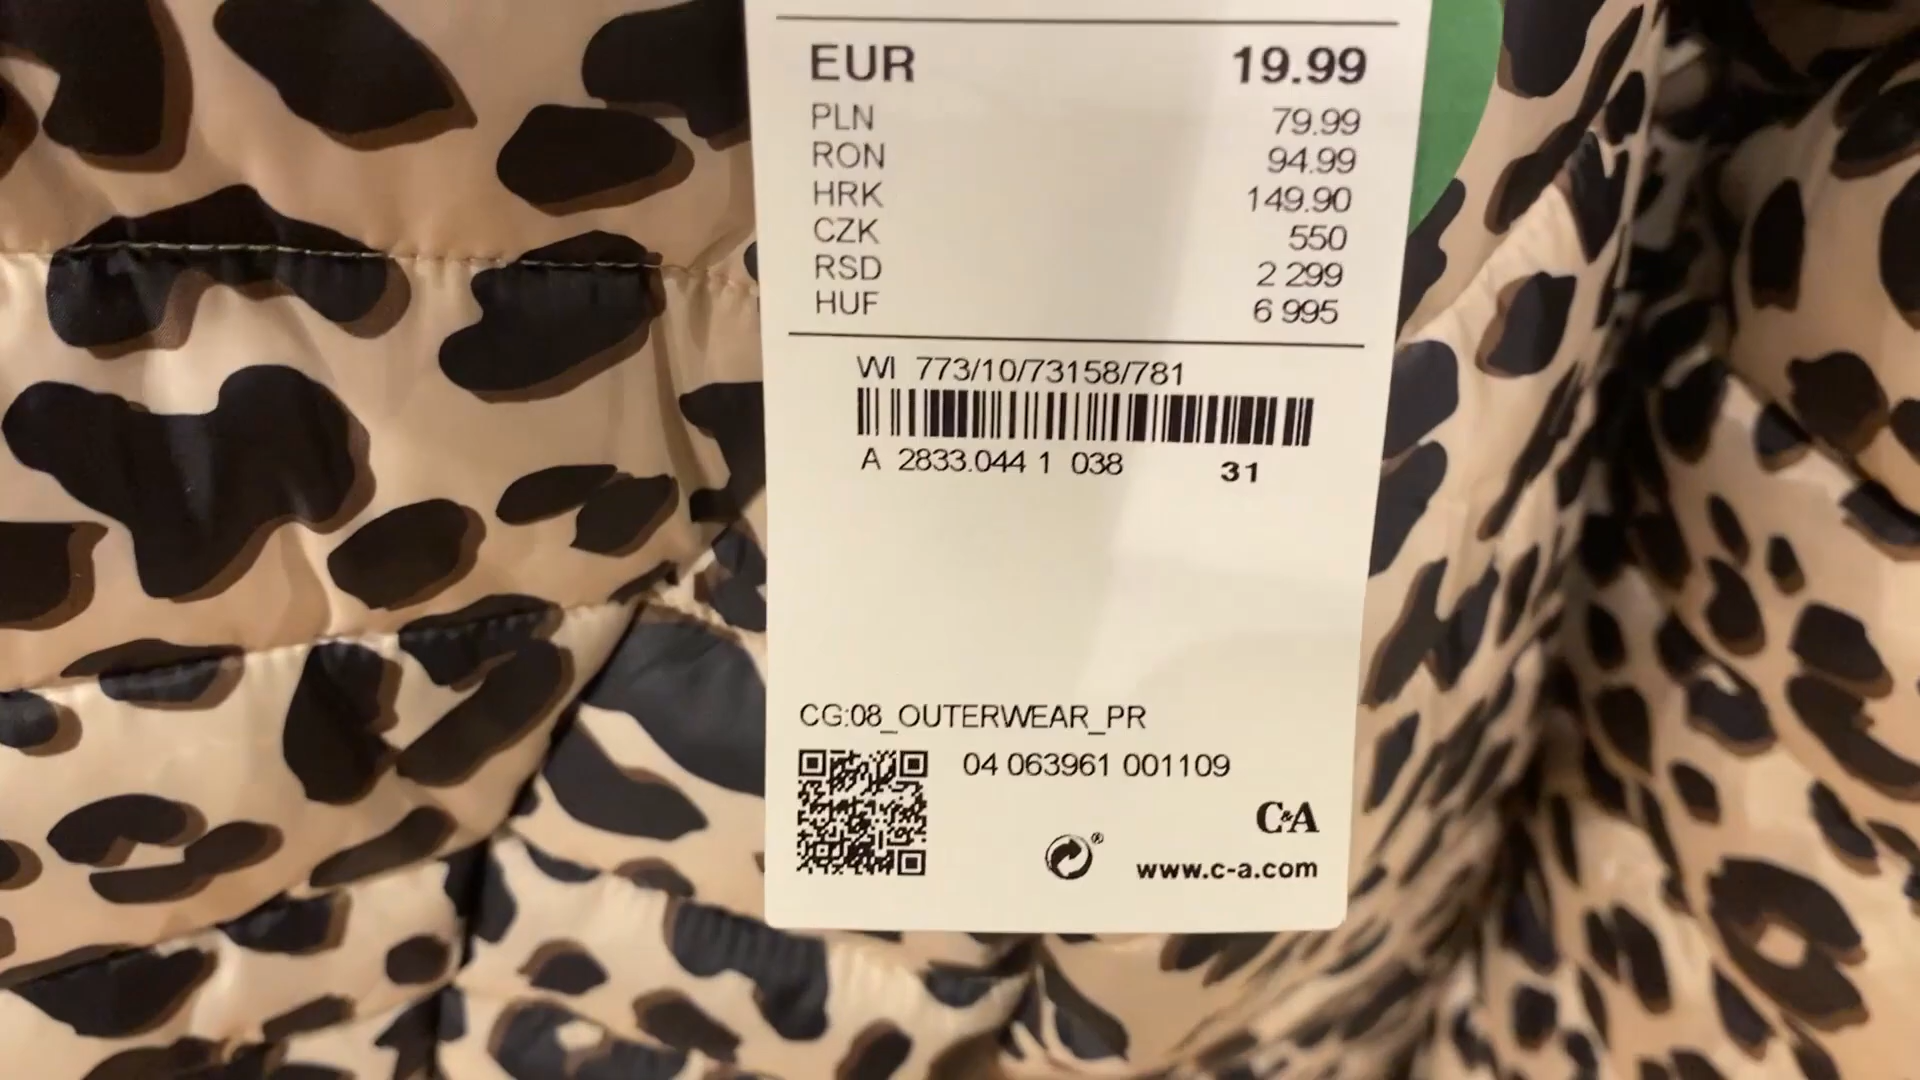 EUR 19.99
PLN 79.99
RON 94.99
HRK 149.90
CZK 550
RSD 2 299
HUF 6 995
WI 773/10/73158/781
A 2833.044 1 038 31
CG:08_OUTERWEAR_PR
04 063961 001109
C&A
www.c-a.com